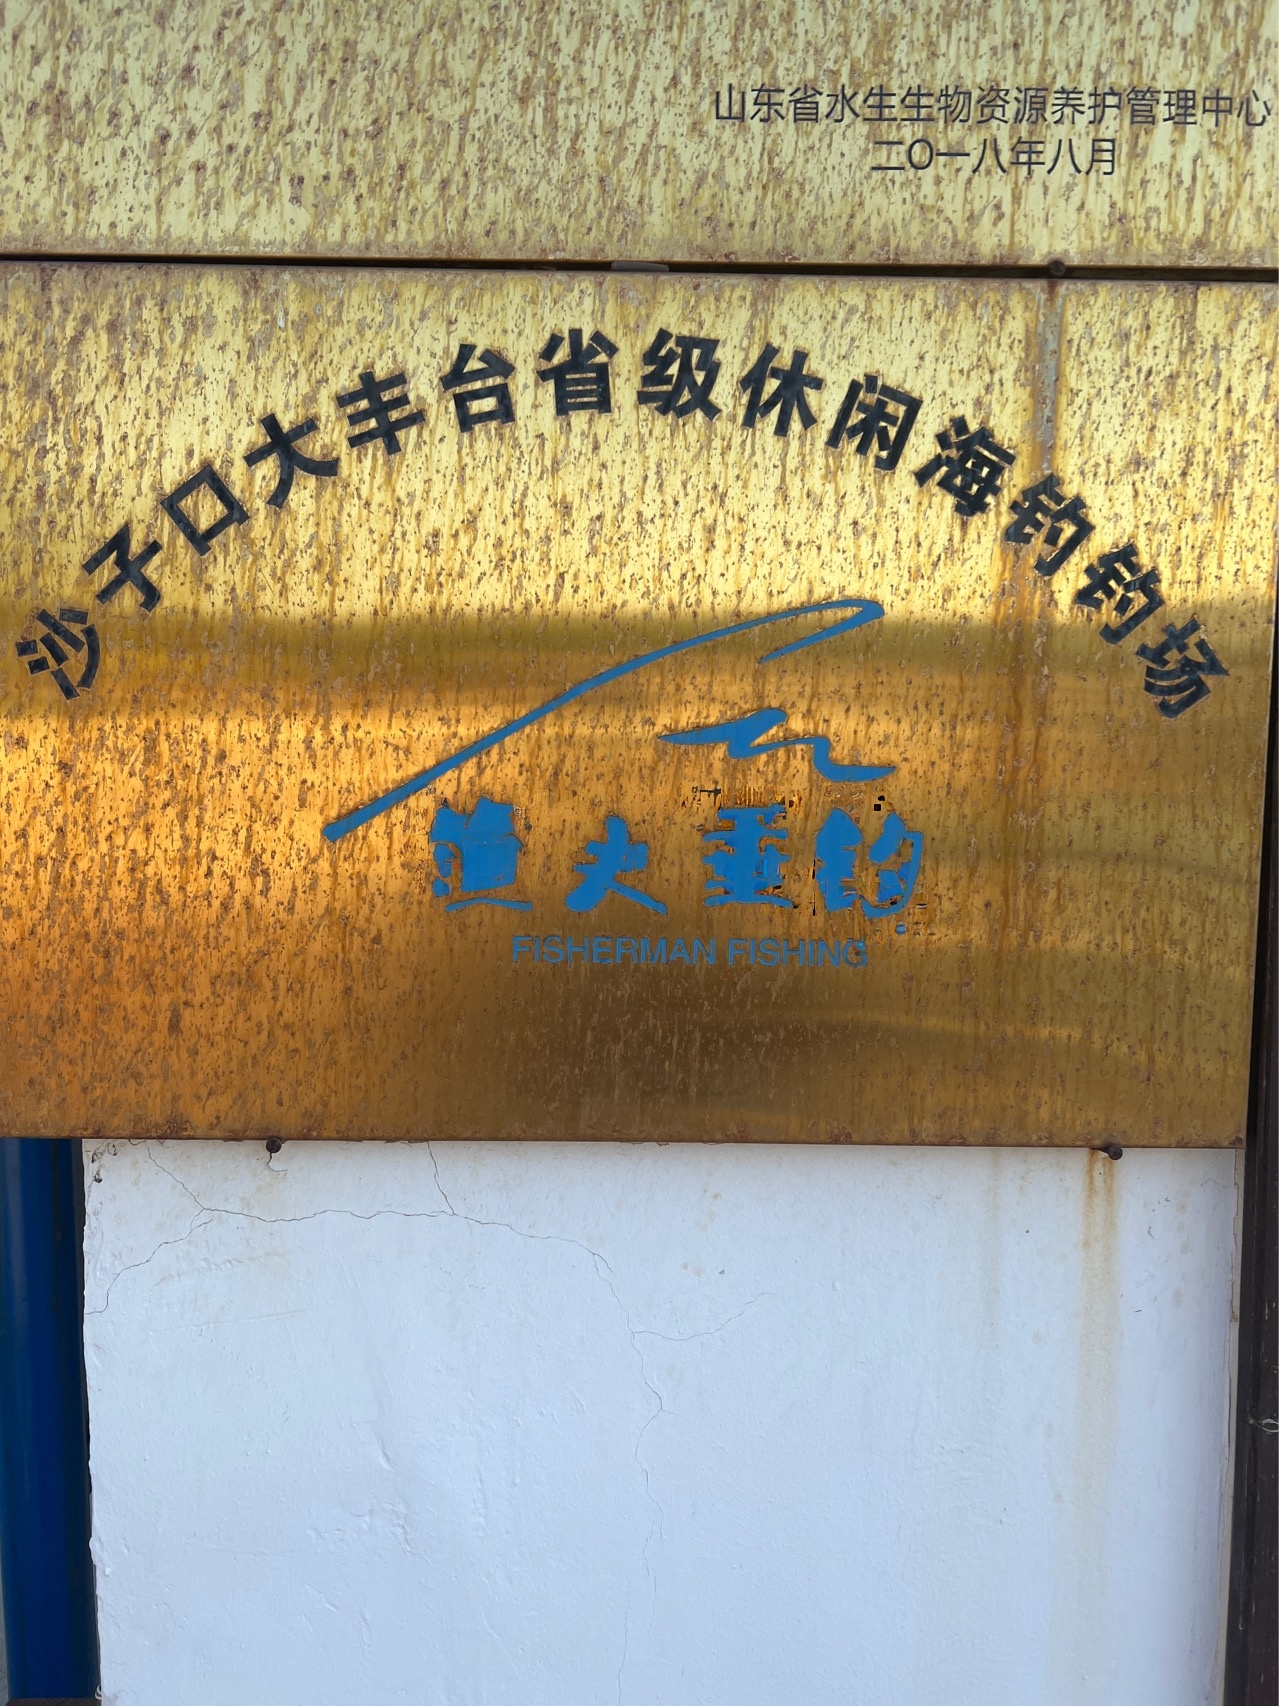 山东省水生生物资源养护管理中心
二〇一八年八月
沙子口大丰台省级休闲海钓钓场
渔夫垂钓
FISHERMAN FISHING